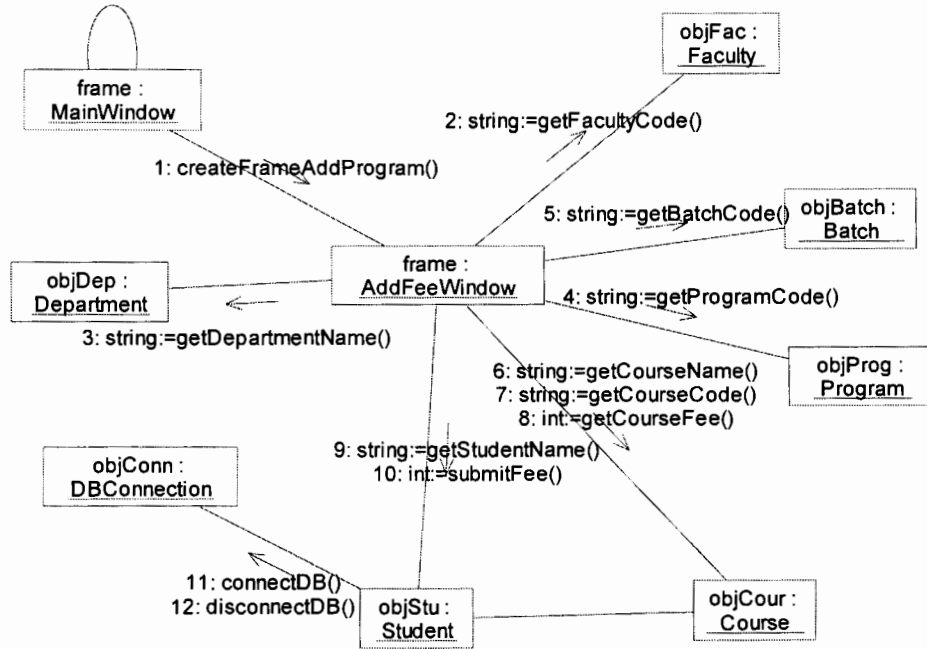 objFac :
Faculty
frame :
MainWindow
2: string:=getFacultyCode()
1: createFrameAddProgram()
5: string:=getBatchCode()
objBatch :
Batch
frame :
AddFeeWindow
objDep :
Department
4: string:=getProgramCode()
3: string:=getDepartmentName()
objProg :
Program
6: string:=getCourseName()
7: string:=getCourseCode()
8: int:=getCourseFee()
9: string:=getStudentName()
10: int:=submitFee()
objConn :
DBConnection
11: connectDB()
12: disconnectDB()
objStu :
Student
objCour :
Course